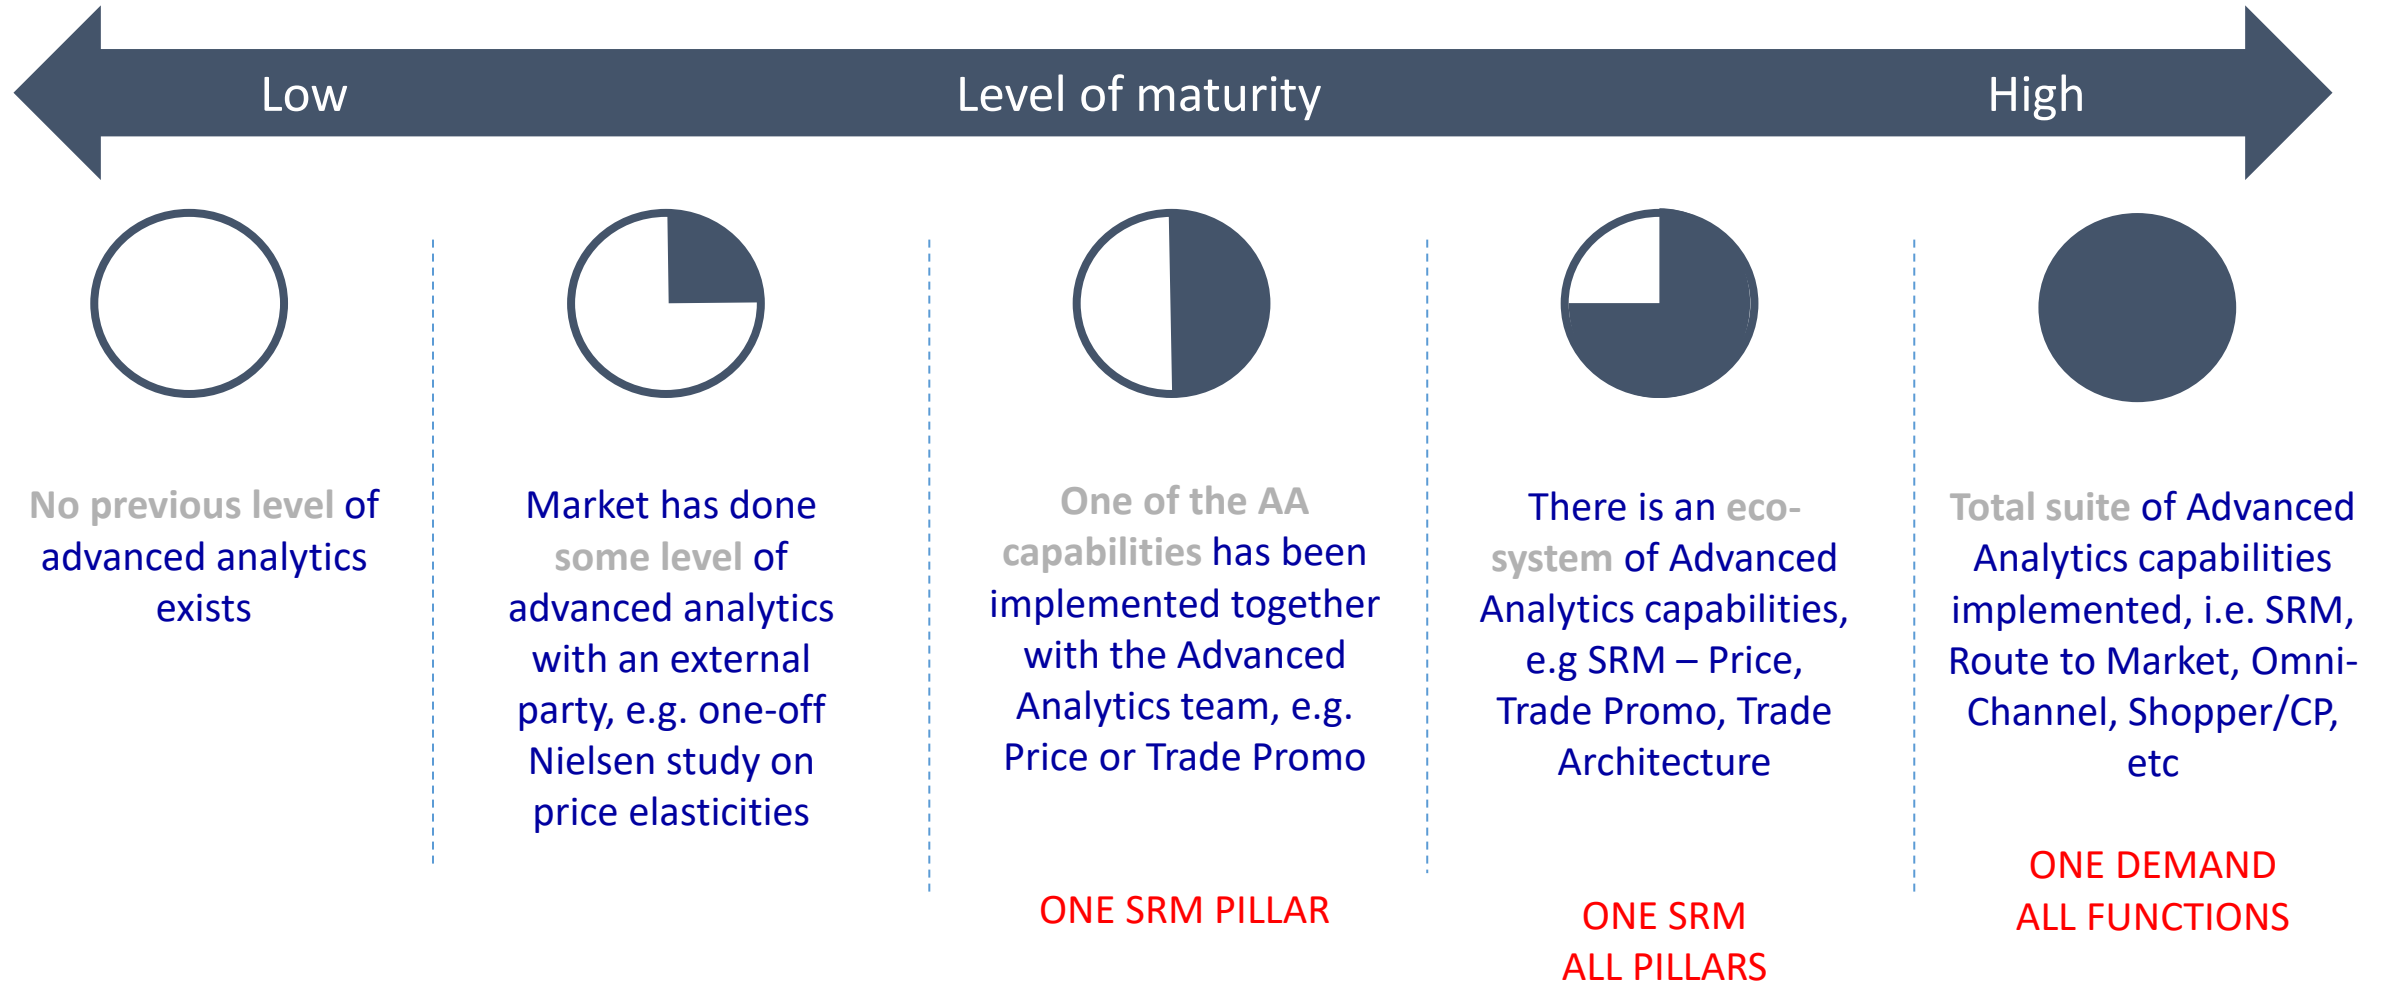 Low
Level of maturity
High
No previous level of
advanced analytics
exists
Market has done
some level of
advanced analytics
with an external
party, e.g. one-off
Nielsen study on
price elasticities
One of the AA
capabilities has been
implemented together
with the Advanced
Analytics team, e.g.
Price or Trade Promo
ONE SRM PILLAR
There is an eco-
system of Advanced
Analytics capabilities,
e.g SRM – Price,
Trade Promo, Trade
Architecture
ONE SRM
ALL PILLARS
Total suite of Advanced
Analytics capabilities
implemented, i.e. SRM,
Route to Market, Omni-
Channel, Shopper/CP,
etc
ONE DEMAND
ALL FUNCTIONS